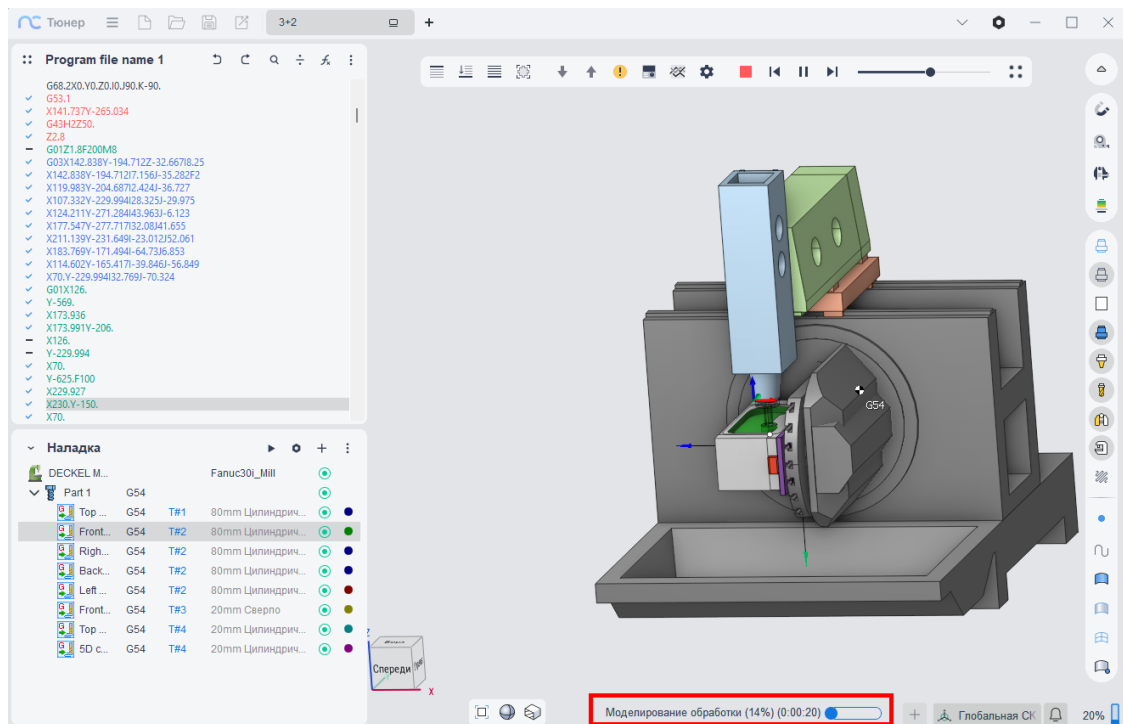 Тюнер
3+2
Program file name 1
G68.2X0.Y0.Z0.I0.J90.K-90.
G53.1
X141.737Y-265.034
G43H2Z50.
Z2.8
G01Z1.8F200M8
G03X142.838Y-194.712Z-32.667I8.25
X142.838Y-194.712I7.156J-35.282F2
X119.983Y-204.687I2.424J-36.727
X107.332Y-229.994I28.325J-29.975
X124.211Y-271.284I43.963J-6.123
X177.547Y-277.717I32.08J41.655
X211.139Y-231.649I-23.012J52.061
X183.769Y-171.494I-64.73J6.853
X114.602Y-165.417I-39.846J-56.849
X70.Y-229.994I32.769J-70.324
G01X126.
Y-569.
X173.936
X173.991Y-206.
X126.
Y-229.994
X70.
Y-625.F100
X229.927
X230.Y-150.
X70.
G54
Наладка
DECKEL M... Fanuc30i_Mill
Part 1 G54
Top ... G54 T#1 80mm Цилиндрич...
Front... G54 T#2 80mm Цилиндрич...
Righ... G54 T#2 80mm Цилиндрич...
Back... G54 T#2 80mm Цилиндрич...
Left ... G54 T#2 80mm Цилиндрич...
Front... G54 T#3 20mm Сверло
Top ... G54 T#4 20mm Цилиндрич...
5D c... G54 T#4 20mm Цилиндрич...
Z
Спереди
X
Моделирование обработки (14%) (0:00:20)
Глобальная СК
20%